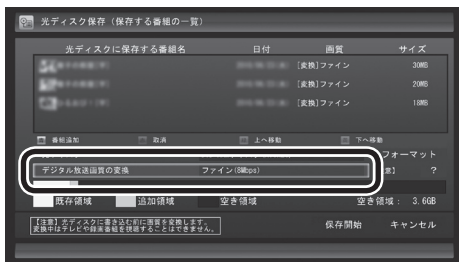 光ディスク保存(保存する番組の一覧)
光ディスクに保存する番組名 日付 画質 サイズ
[変換]ファイン 30MB
[変換]ファイン 20MB
[変換]ファイン 18MB
番組追加 取消 上へ移動 下へ移動
フォーマット
デジタル放送画質の変換 ファイン(8Mbps) 意] ?
既存領域 追加領域 空き領域 空き領域: 3.6GB
【注意】光ディスクに書き込む前に画質を変換します。
変換中はテレビや録画番組を視聴することはできません。
保存開始 キャンセル